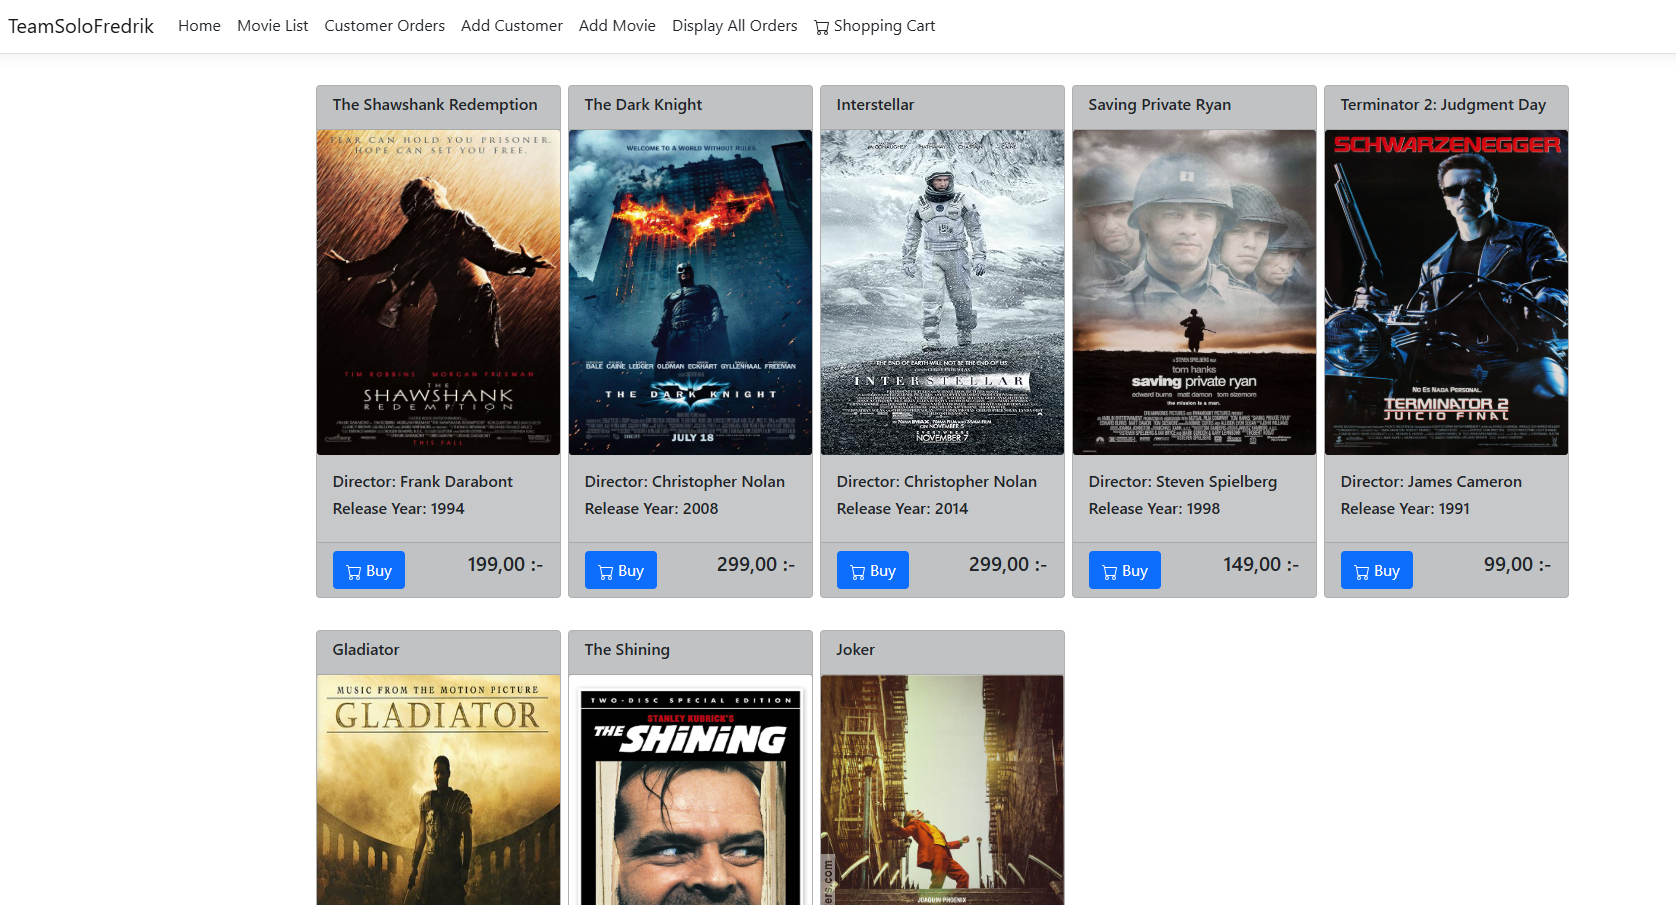 TeamSoloFredrik Home Movie List Customer Orders Add Customer Add Movie Display All Orders Shopping Cart
The Shawshank Redemption
FEAR CAN HOLD YOU PRISONER.
HOPE CAN SET YOU FREE.
TIM ROBBINS MORGAN FREEMAN
THE
SHAWSHANK
REDEMPTION
THIS FALL
Director: Frank Darabont
Release Year: 1994
Buy 199,00 :-
The Dark Knight
WELCOME TO A WORLD WITHOUT RULES.
BALE CAINE LEDGER OLDMAN ECKHART GYLLENHAAL FREEMAN
THE DARK KNIGHT
JULY 18
Director: Christopher Nolan
Release Year: 2008
Buy 299,00 :-
Interstellar
HATHAWAY CHASTAIN CAINE
THE END OF EARTH WILL NOT BE THE END OF US
INTERSTELLAR
NOVEMBER 7
Director: Christopher Nolan
Release Year: 2014
Buy 299,00 :-
Saving Private Ryan
tom hanks
saving private ryan
edward burns matt damon tom sizemore
the mission is a man.
Director: Steven Spielberg
Release Year: 1998
Buy 149,00 :-
Terminator 2: Judgment Day
SCHWARZENEGGER
NO ES NADA PERSONAL.
TERMINATOR 2
JUICIO FINAL
Director: James Cameron
Release Year: 1991
Buy 99,00 :-
Gladiator
MUSIC FROM THE MOTION PICTURE
GLADIATOR
The Shining
TWO-DISC SPECIAL EDITION
STANLEY KUBRICK'S
THE SHiNiNG
Joker
ers.com
JOAQUIN PHOENIX